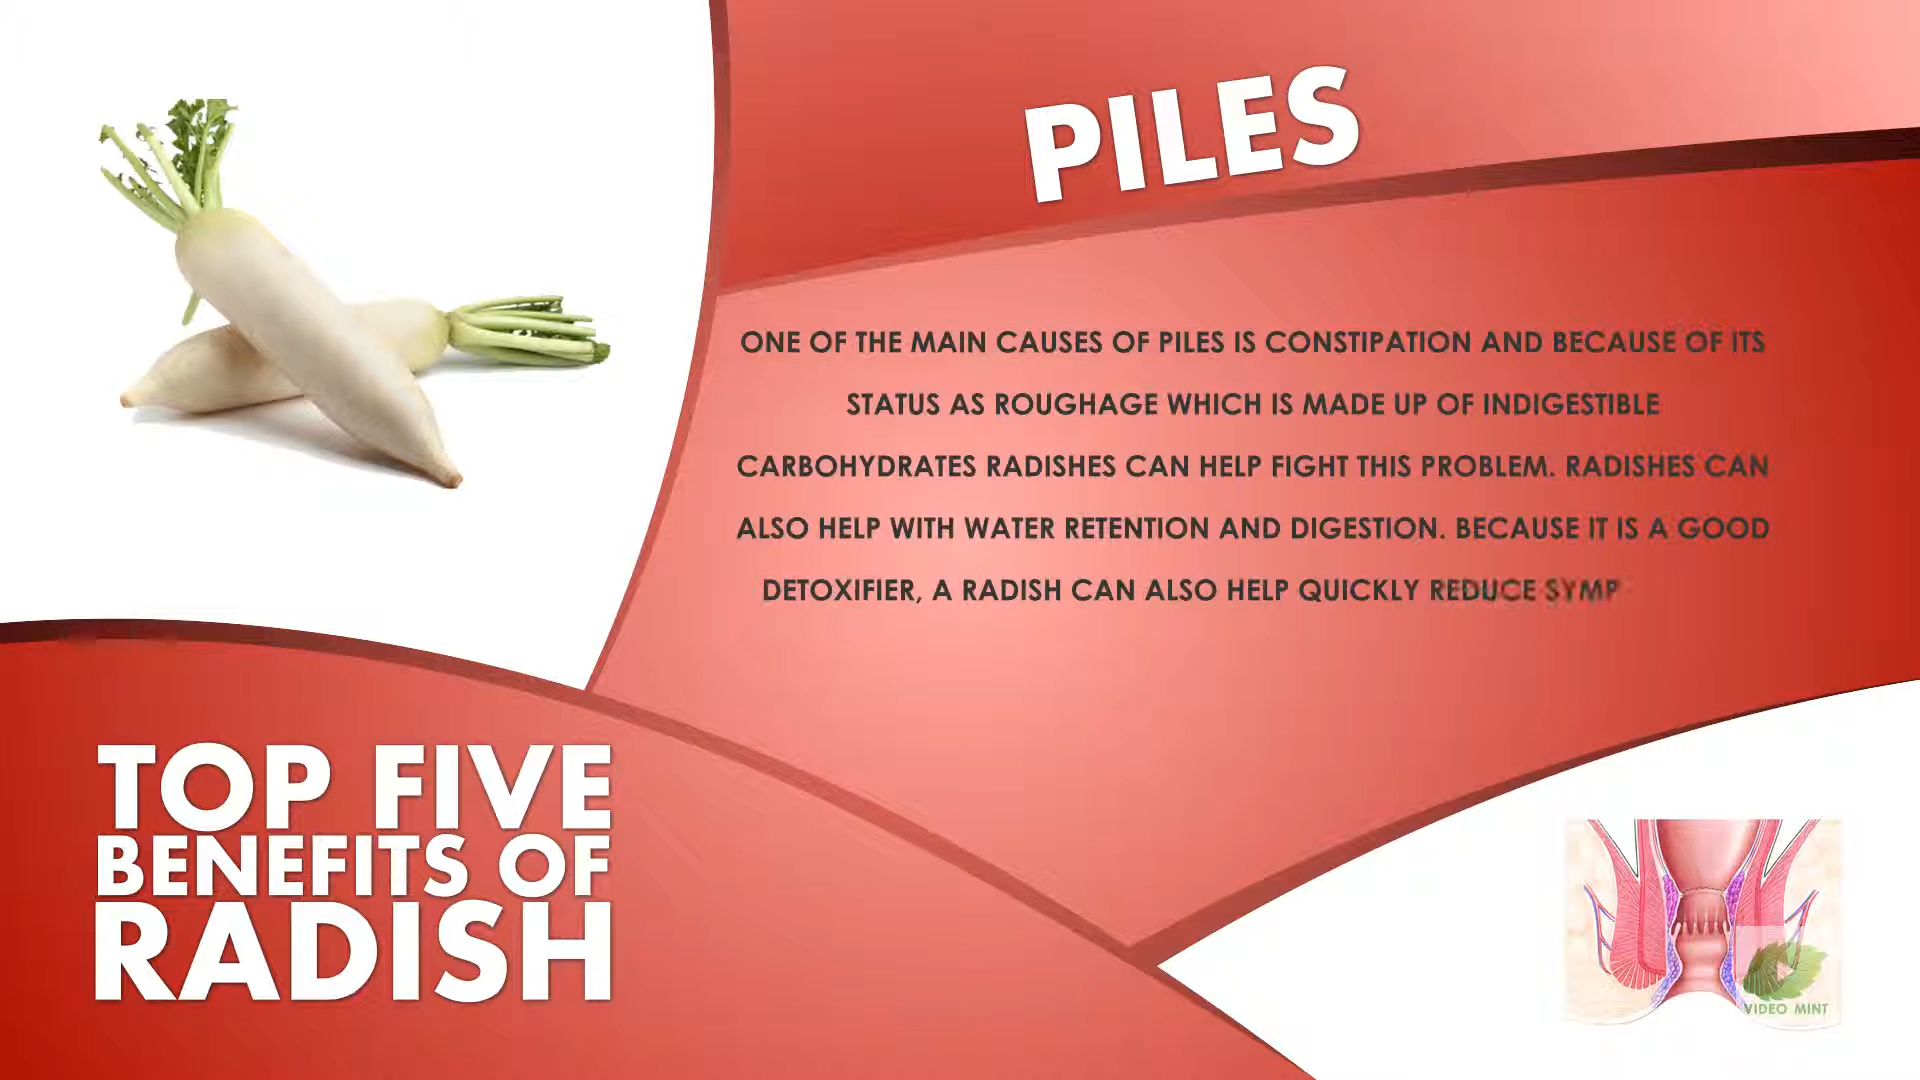 PILES
ONE OF THE MAIN CAUSES OF PILES IS CONSTIPATION AND BECAUSE OF ITS
STATUS AS ROUGHAGE WHICH IS MADE UP OF INDIGESTIBLE
CARBOHYDRATES RADISHES CAN HELP FIGHT THIS PROBLEM. RADISHES CAN
ALSO HELP WITH WATER RETENTION AND DIGESTION. BECAUSE IT IS A GOOD
DETOXIFIER, A RADISH CAN ALSO HELP QUICKLY REDUCE SYMP
TOP FIVE
BENEFITS OF
RADISH
VIDEO MINT